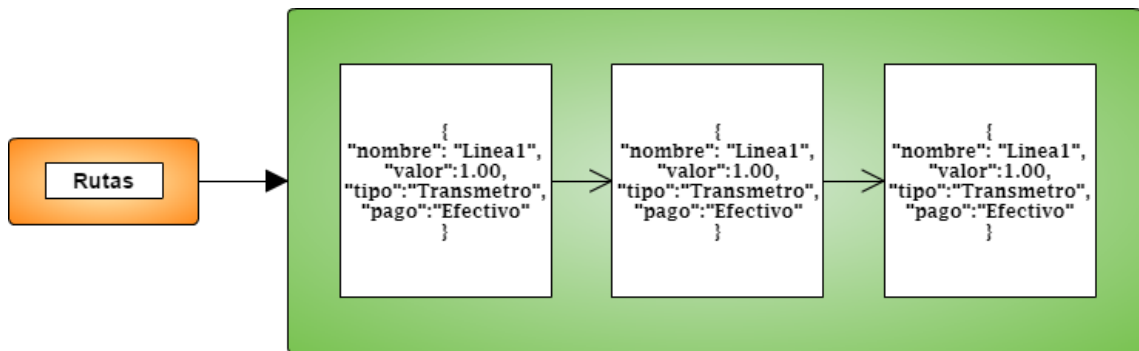 Rutas
{
"nombre": "Linea1",
"valor":1.00,
"tipo":"Transmetro",
"pago":"Efectivo"
}
{
"nombre": "Linea1",
"valor":1.00,
"tipo":"Transmetro",
"pago":"Efectivo"
}
{
"nombre": "Linea1",
"valor":1.00,
"tipo":"Transmetro",
"pago":"Efectivo"
}